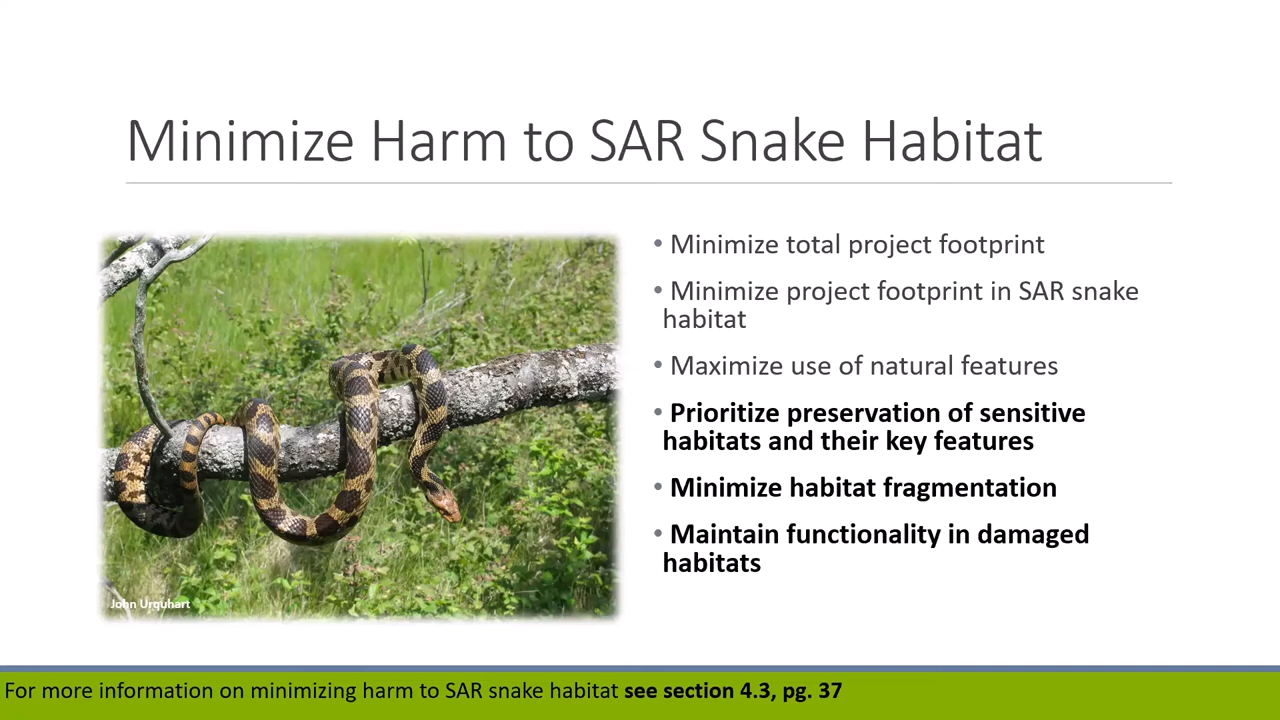 Minimize Harm to SAR Snake Habitat
• Minimize total project footprint
• Minimize project footprint in SAR snake
habitat
• Maximize use of natural features
• Prioritize preservation of sensitive
habitats and their key features
• Minimize habitat fragmentation
• Maintain functionality in damaged
habitats
John Urquhart
For more information on minimizing harm to SAR snake habitat see section 4.3, pg. 37